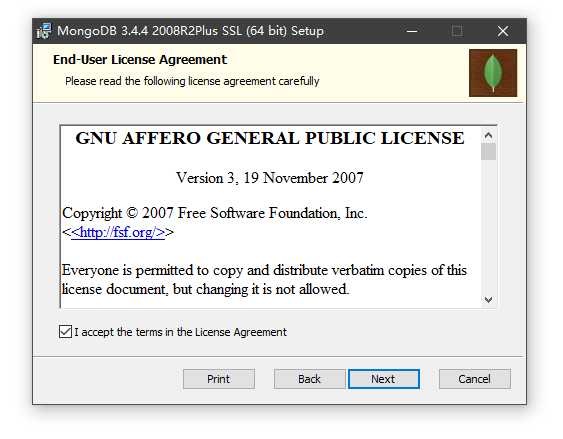 MongoDB 3.4.4 2008R2Plus SSL (64 bit) Setup
End-User License Agreement
Please read the following license agreement carefully
GNU AFFERO GENERAL PUBLIC LICENSE
Version 3, 19 November 2007
Copyright © 2007 Free Software Foundation, Inc.
<<http://fsf.org/>>
Everyone is permitted to copy and distribute verbatim copies of this
license document, but changing it is not allowed.
I accept the terms in the License Agreement
Print Back Next Cancel